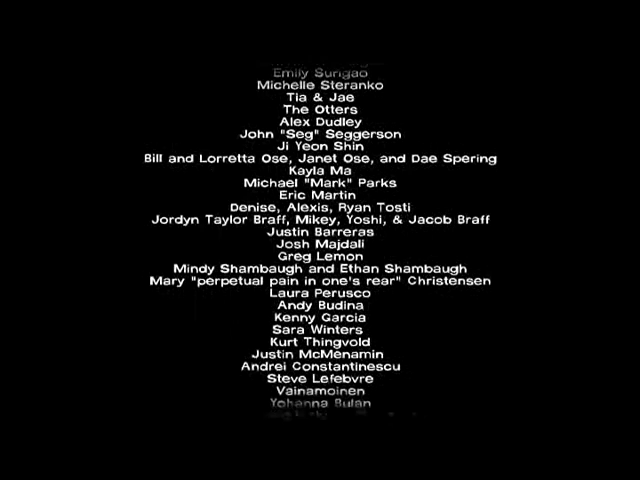 Emily Surigao
Michelle Steranko
Tia & Jae
The Otters
Alex Dudley
John "Seg" Seggerson
Ji Yeon Shin
Bill and Lorretta Ose, Janet Ose, and Dae Spering
Kayla Ma
Michael "Mark" Parks
Eric Martin
Denise, Alexis, Ryan Tosti
Jordyn Taylor Braff, Mikey, Yoshi, & Jacob Braff
Justin Barreras
Josh Majdali
Greg Lemon
Mindy Shambaugh and Ethan Shambaugh
Mary "perpetual pain in one's rear" Christensen
Laura Perusco
Andy Budina
Kenny Garcia
Sara Winters
Kurt Thingvold
Justin McMenamin
Andrei Constantinescu
Steve Lefebvre
Vainamoinen
Yohenna Bulan